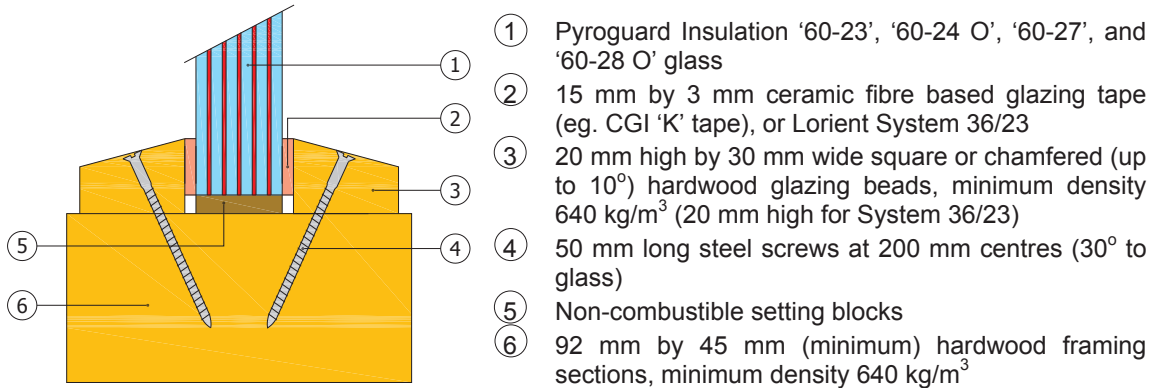 1
2
3
4
5
6
1 Pyroguard Insulation ‘60-23’, ‘60-24 O’, ‘60-27’, and
‘60-28 O’ glass
2 15 mm by 3 mm ceramic fibre based glazing tape
(eg. CGI ‘K’ tape), or Lorient System 36/23
3 20 mm high by 30 mm wide square or chamfered (up
to 10°) hardwood glazing beads, minimum density
640 kg/m³ (20 mm high for System 36/23)
4 50 mm long steel screws at 200 mm centres (30° to
glass)
5 Non-combustible setting blocks
6 92 mm by 45 mm (minimum) hardwood framing
sections, minimum density 640 kg/m³